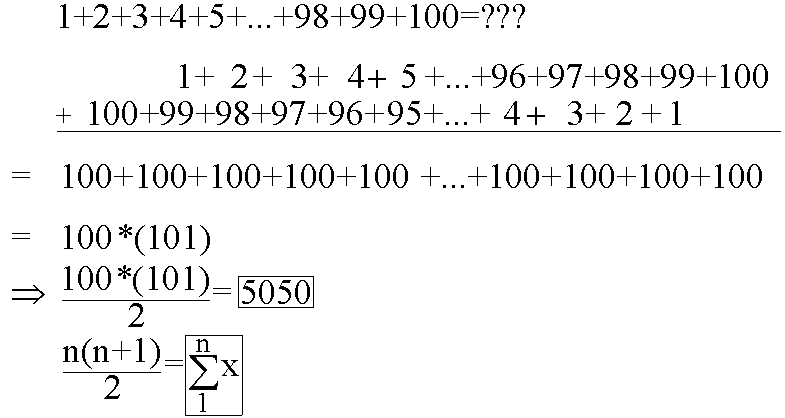 1+2+3+4+5+...+98+99+100=???
1+ 2+ 3+ 4+ 5+...+96+97+98+99+100
+ 100+99+98+97+96+95+...+ 4+ 3+ 2+1
= 100+100+100+100+100 +...+100+100+100+100
= 100*(101)
⇒ 100*(101)
= 5050
2
n(n+1)
2
=
n
∑x
1